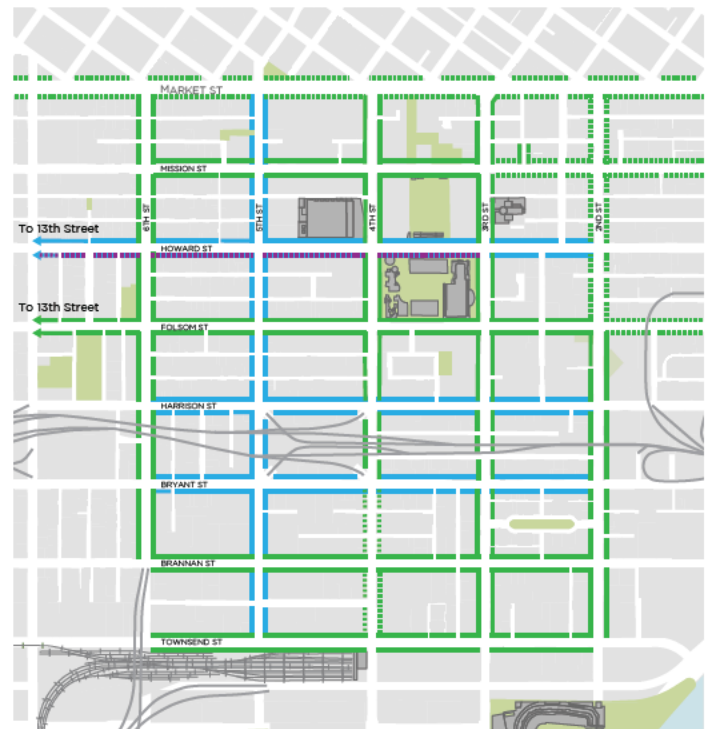 MARKET ST
MISSION ST
6TH ST
5TH ST
4TH ST
3RD ST
2ND ST
To 13th Street
HOWARD ST
To 13th Street
FOLSOM ST
HARRISON ST
BRYANT ST
BRANNAN ST
TOWNSEND ST